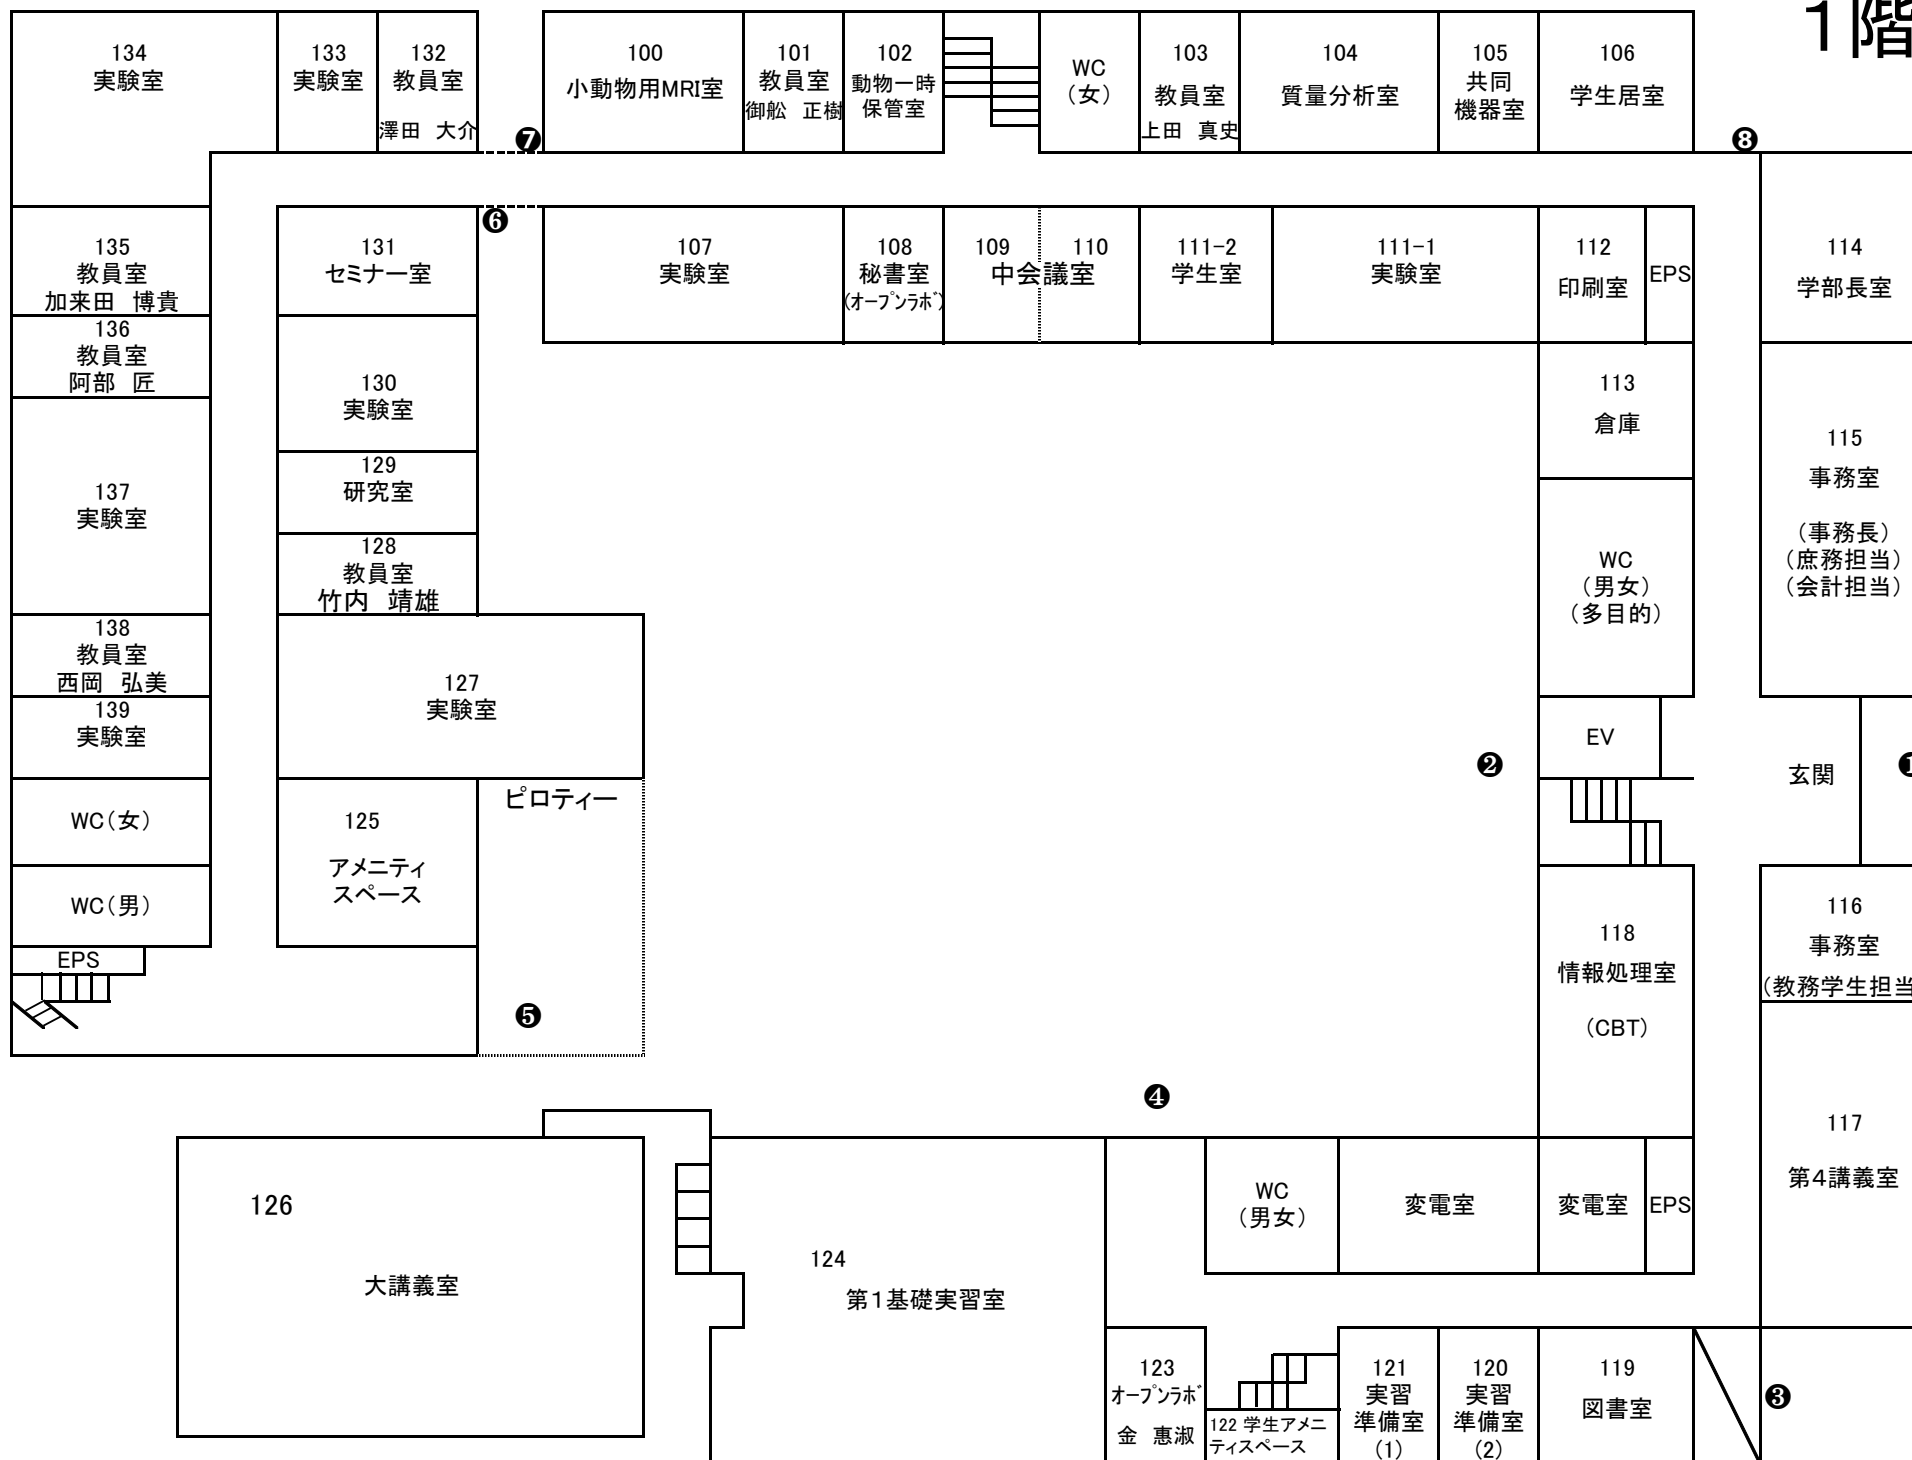 1階
134
実験室
133
実験室
132
教員室
澤田 大介
❼
100
小動物用MRI室
101
教員室
御舩 正樹
102
動物一時
保管室
WC
（女）
103
教員室
上田 真史
104
質量分析室
105
共同
機器室
106
学生居室
❽
135
教員室
加来田 博貴
131
セミナー室
❻
107
実験室
108
秘書室
(オープンラボ)
109 110
中会議室
111-2
学生室
111-1
実験室
112
印刷室
EPS
114
学部長室
136
教員室
阿部 匠
130
実験室
113
倉庫
115
事務室
（事務長）
（庶務担当）
（会計担当）
137
実験室
129
研究室
128
教員室
竹内 靖雄
WC
（男女）
（多目的）
138
教員室
西岡 弘美
127
実験室
139
実験室
❷
EV
玄関
❶
WC（女）
125
アメニティ
スペース
ピロティー
WC（男）
EPS
❺
118
情報処理室
（CBT）
116
事務室
（教務学生担当
❹
117
第4講義室
126
大講義室
124
第1基礎実習室
WC
（男女）
変電室
変電室
EPS
123
オープンラボ
金 惠淑
122 学生アメニ
ティスペース
121
実習
準備室
(1)
120
実習
準備室
(2)
119
図書室
❸